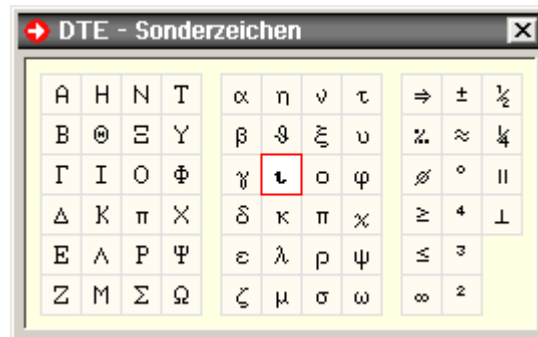 DTE - Sonderzeichen
Α Η Ν Τ α η ν τ ⇒ ± ½
Β Θ Ξ Υ β ϑ ξ υ ‰ ≈ ¼
Γ Ι Ο Φ γ ι ο φ ø ° ॥
Δ Κ π Χ δ κ π χ ≥ ⁴ ⊥
Ε Λ Ρ Ψ ε λ ρ ψ ≤ ³
Ζ Μ Σ Ω ζ μ σ ω ∞ ²